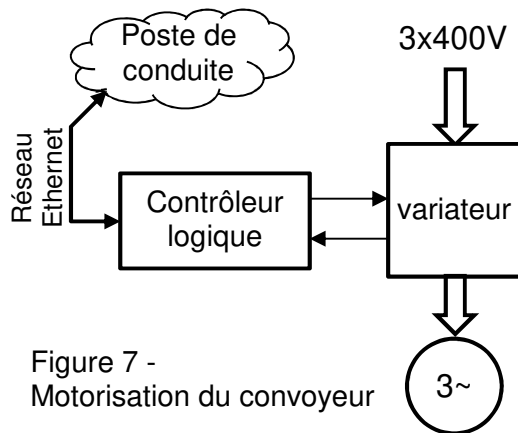 Poste de
conduite
3x400V
Réseau
Ethernet
Contrôleur
logique
variateur
Figure 7 -
Motorisation du convoyeur
3~